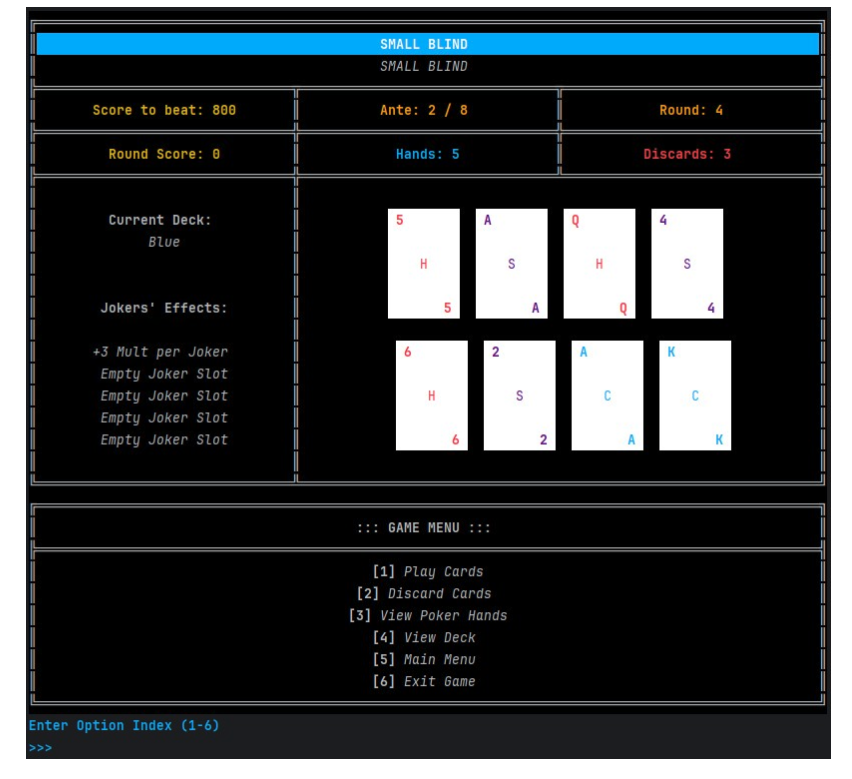 SMALL BLIND
SMALL BLIND
Score to beat: 800
Ante: 2 / 8
Round: 4
Round Score: 0
Hands: 5
Discards: 3
Current Deck:
Blue
Jokers' Effects:
+3 Mult per Joker
Empty Joker Slot
Empty Joker Slot
Empty Joker Slot
Empty Joker Slot
5 A Q 4
H S H S
5 A Q 4
6 2 A K
H S C C
6 2 A K
::: GAME MENU :::
[1] Play Cards
[2] Discard Cards
[3] View Poker Hands
[4] View Deck
[5] Main Menu
[6] Exit Game
Enter Option Index (1-6)
>>>